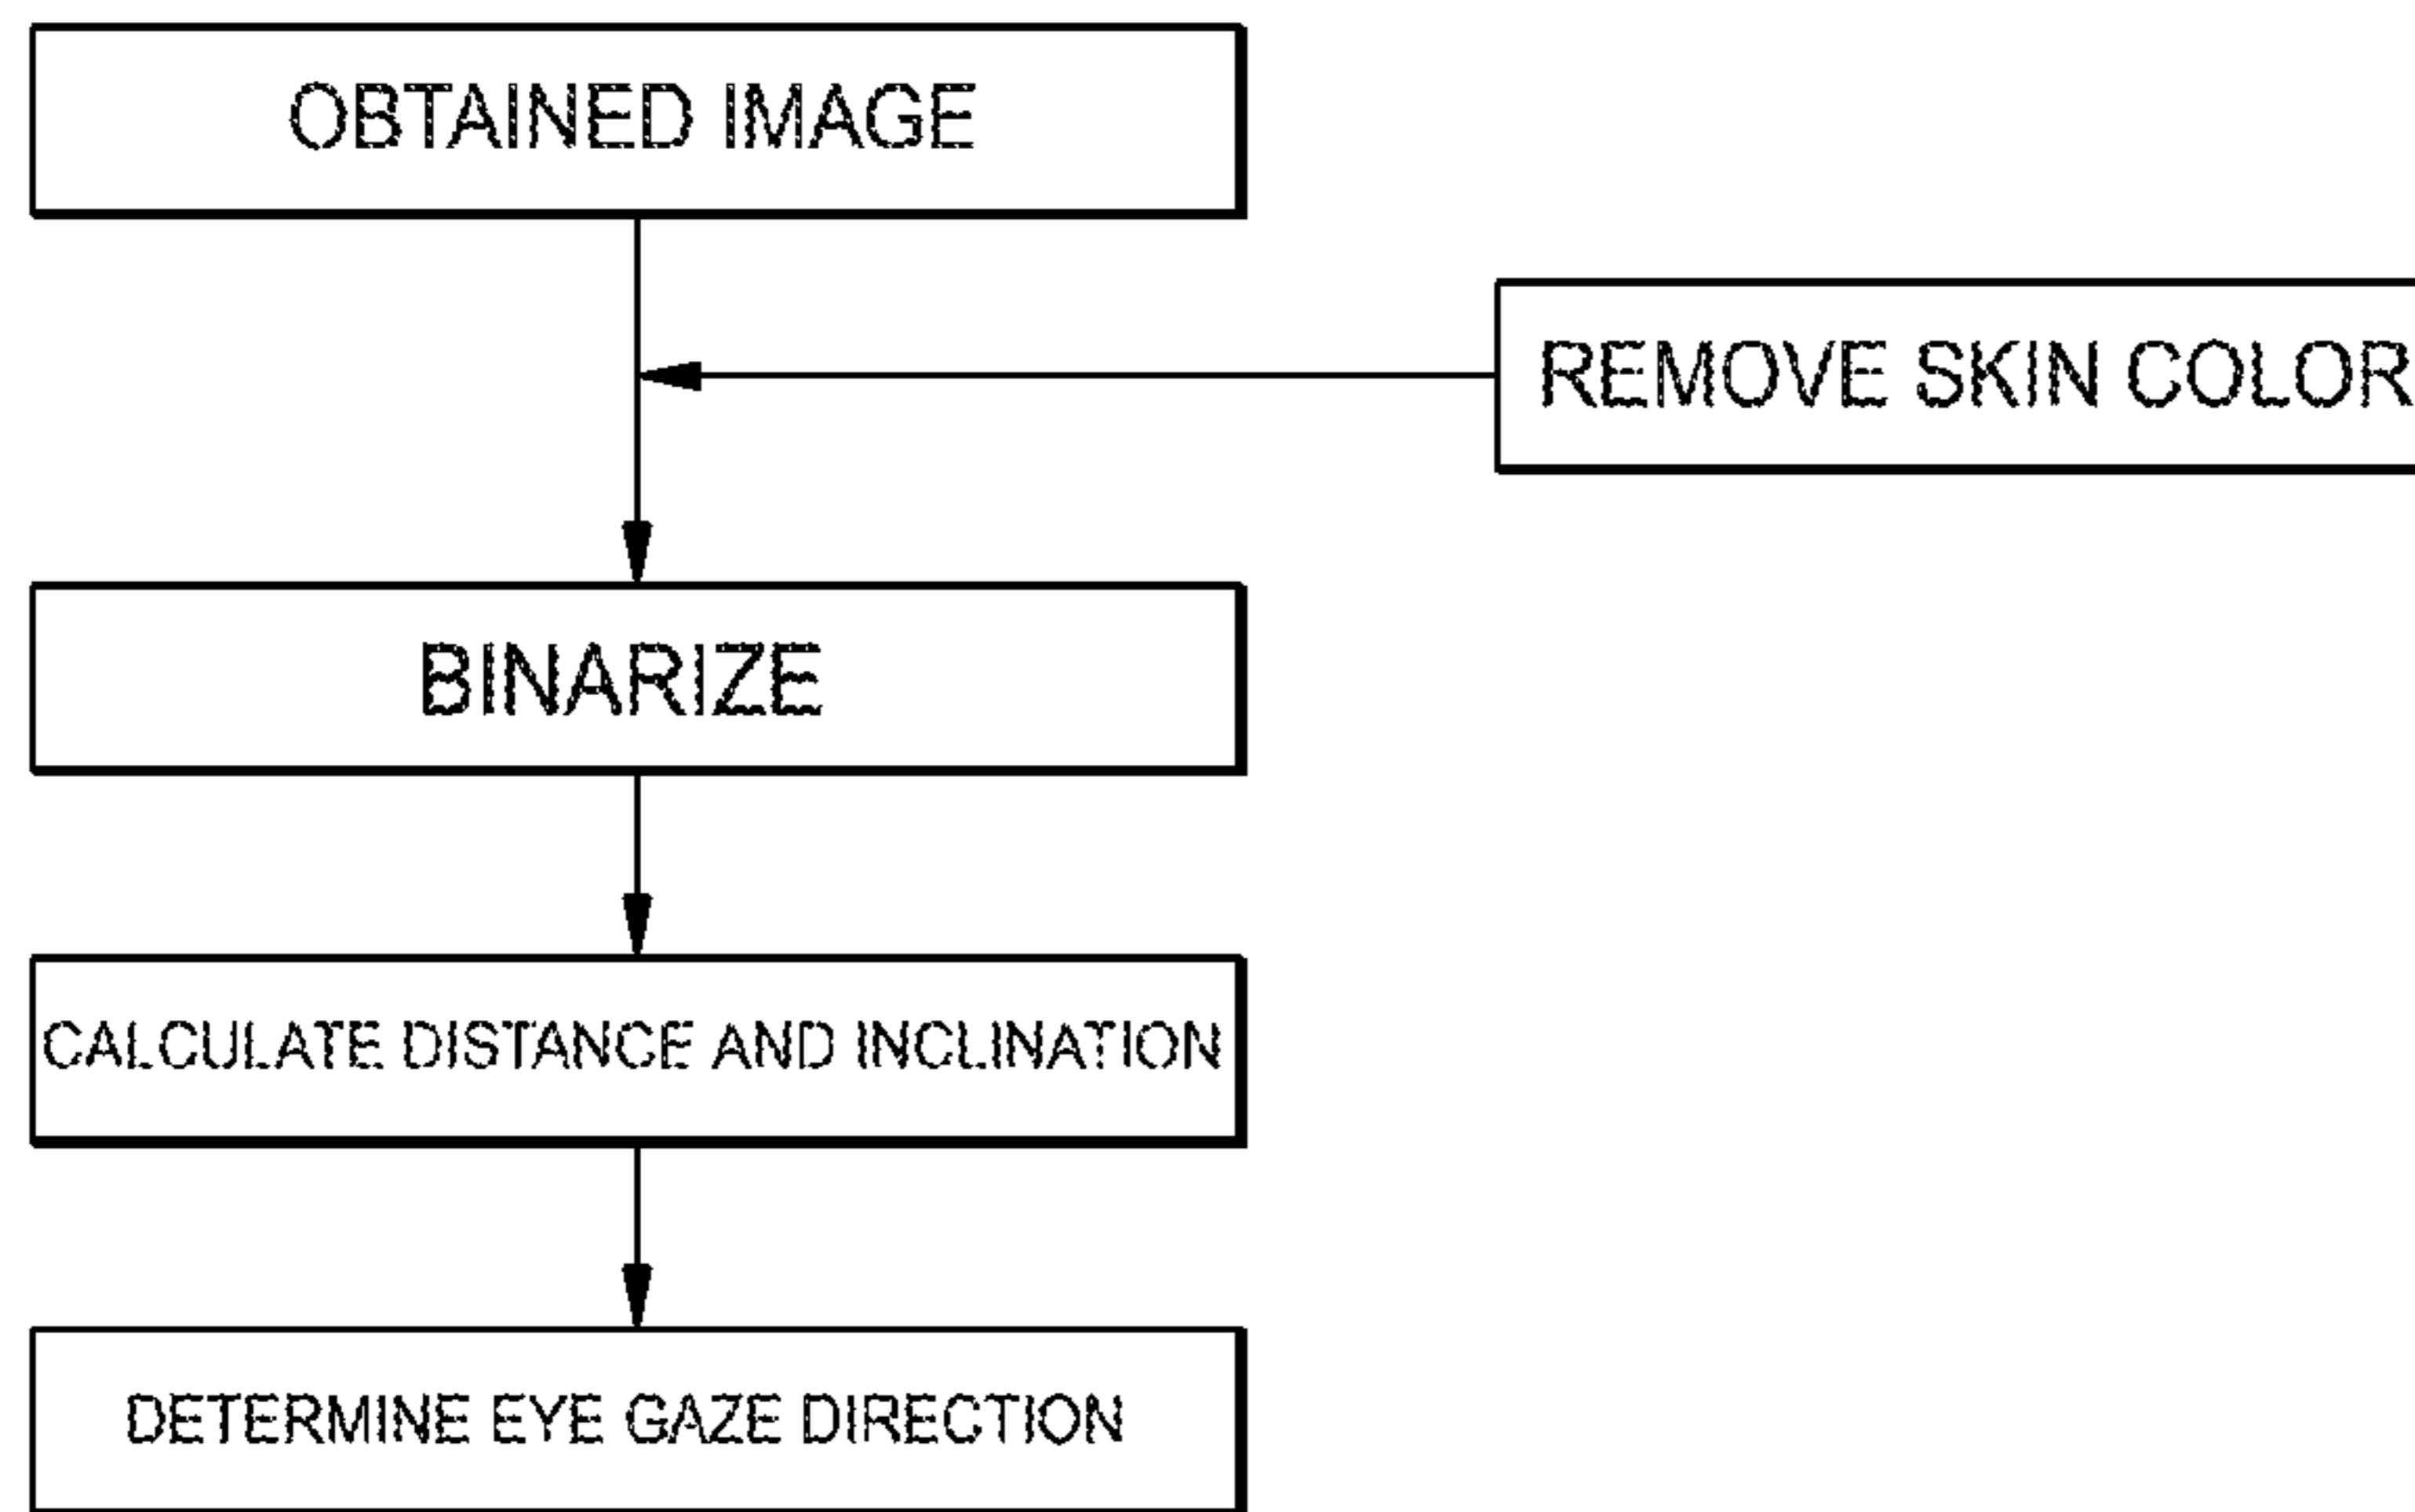 OBTAINED IMAGE
REMOVE SKIN COLOR
BINARIZE
CALCULATE DISTANCE AND INCLINATION
DETERMINE EYE GAZE DIRECTION